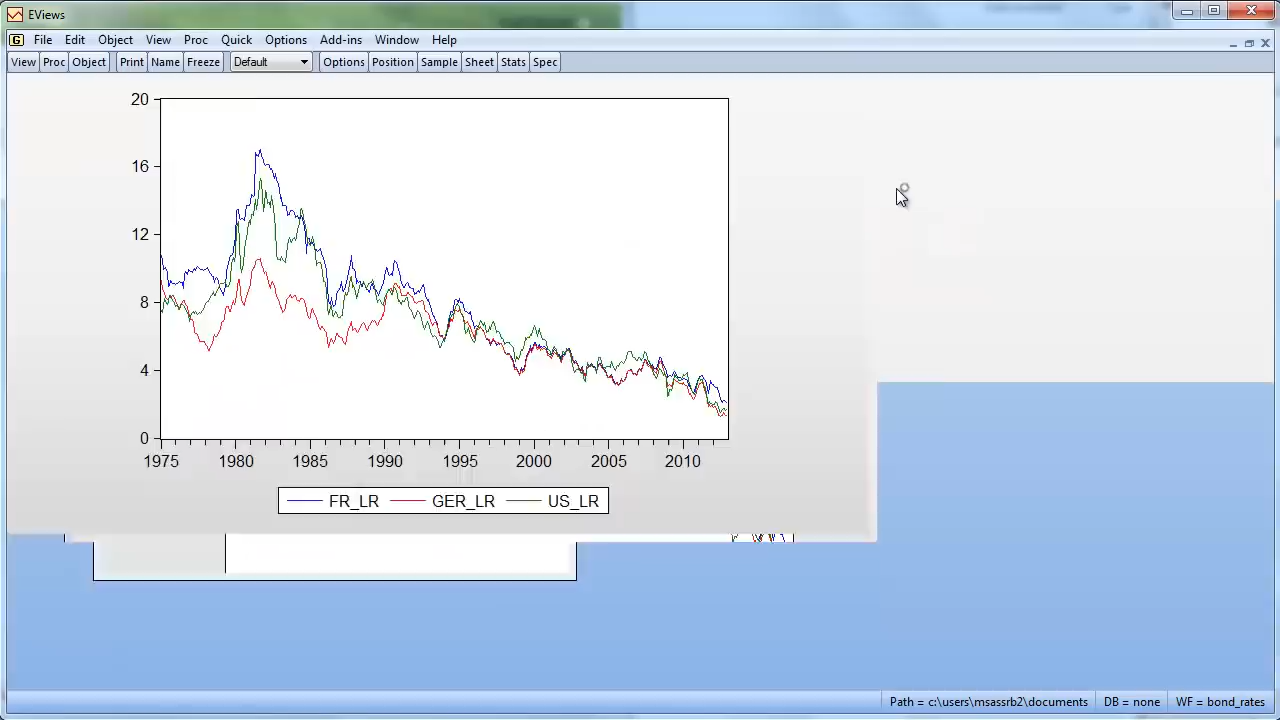 EViews
File Edit Object View Proc Quick Options Add-ins Window Help
View Proc Object Print Name Freeze Default Options Position Sample Sheet Stats Spec
20
16
12
8
4
0
1975 1980 1985 1990 1995 2000 2005 2010
FR_LR GER_LR US_LR
Path = c:\users\msassrb2\documents DB = none WF = bond_rates